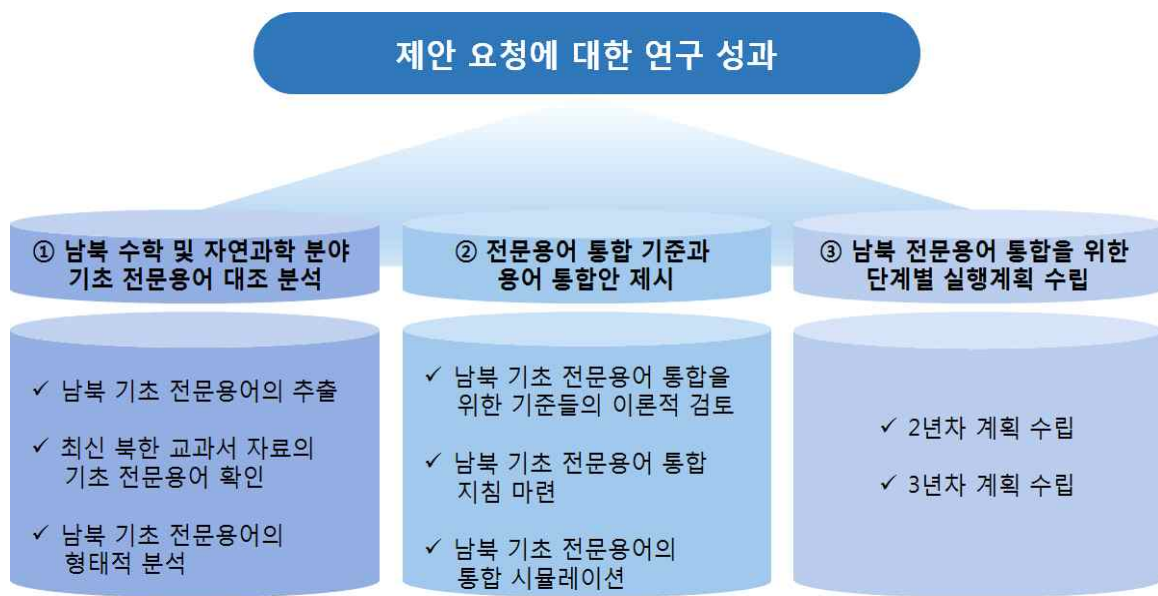 제안 요청에 대한 연구 성과
① 남북 수학 및 자연과학 분야
기초 전문용어 대조 분석
✓ 남북 기초 전문용어의 추출
✓ 최신 북한 교과서 자료의
기초 전문용어 확인
✓ 남북 기초 전문용어의
형태적 분석
② 전문용어 통합 기준과
용어 통합안 제시
✓ 남북 기초 전문용어 통합을
위한 기준들의 이론적 검토
✓ 남북 기초 전문용어 통합
지침 마련
✓ 남북 기초 전문용어의
통합 시뮬레이션
③ 남북 전문용어 통합을 위한
단계별 실행계획 수립
✓ 2년차 계획 수립
✓ 3년차 계획 수립